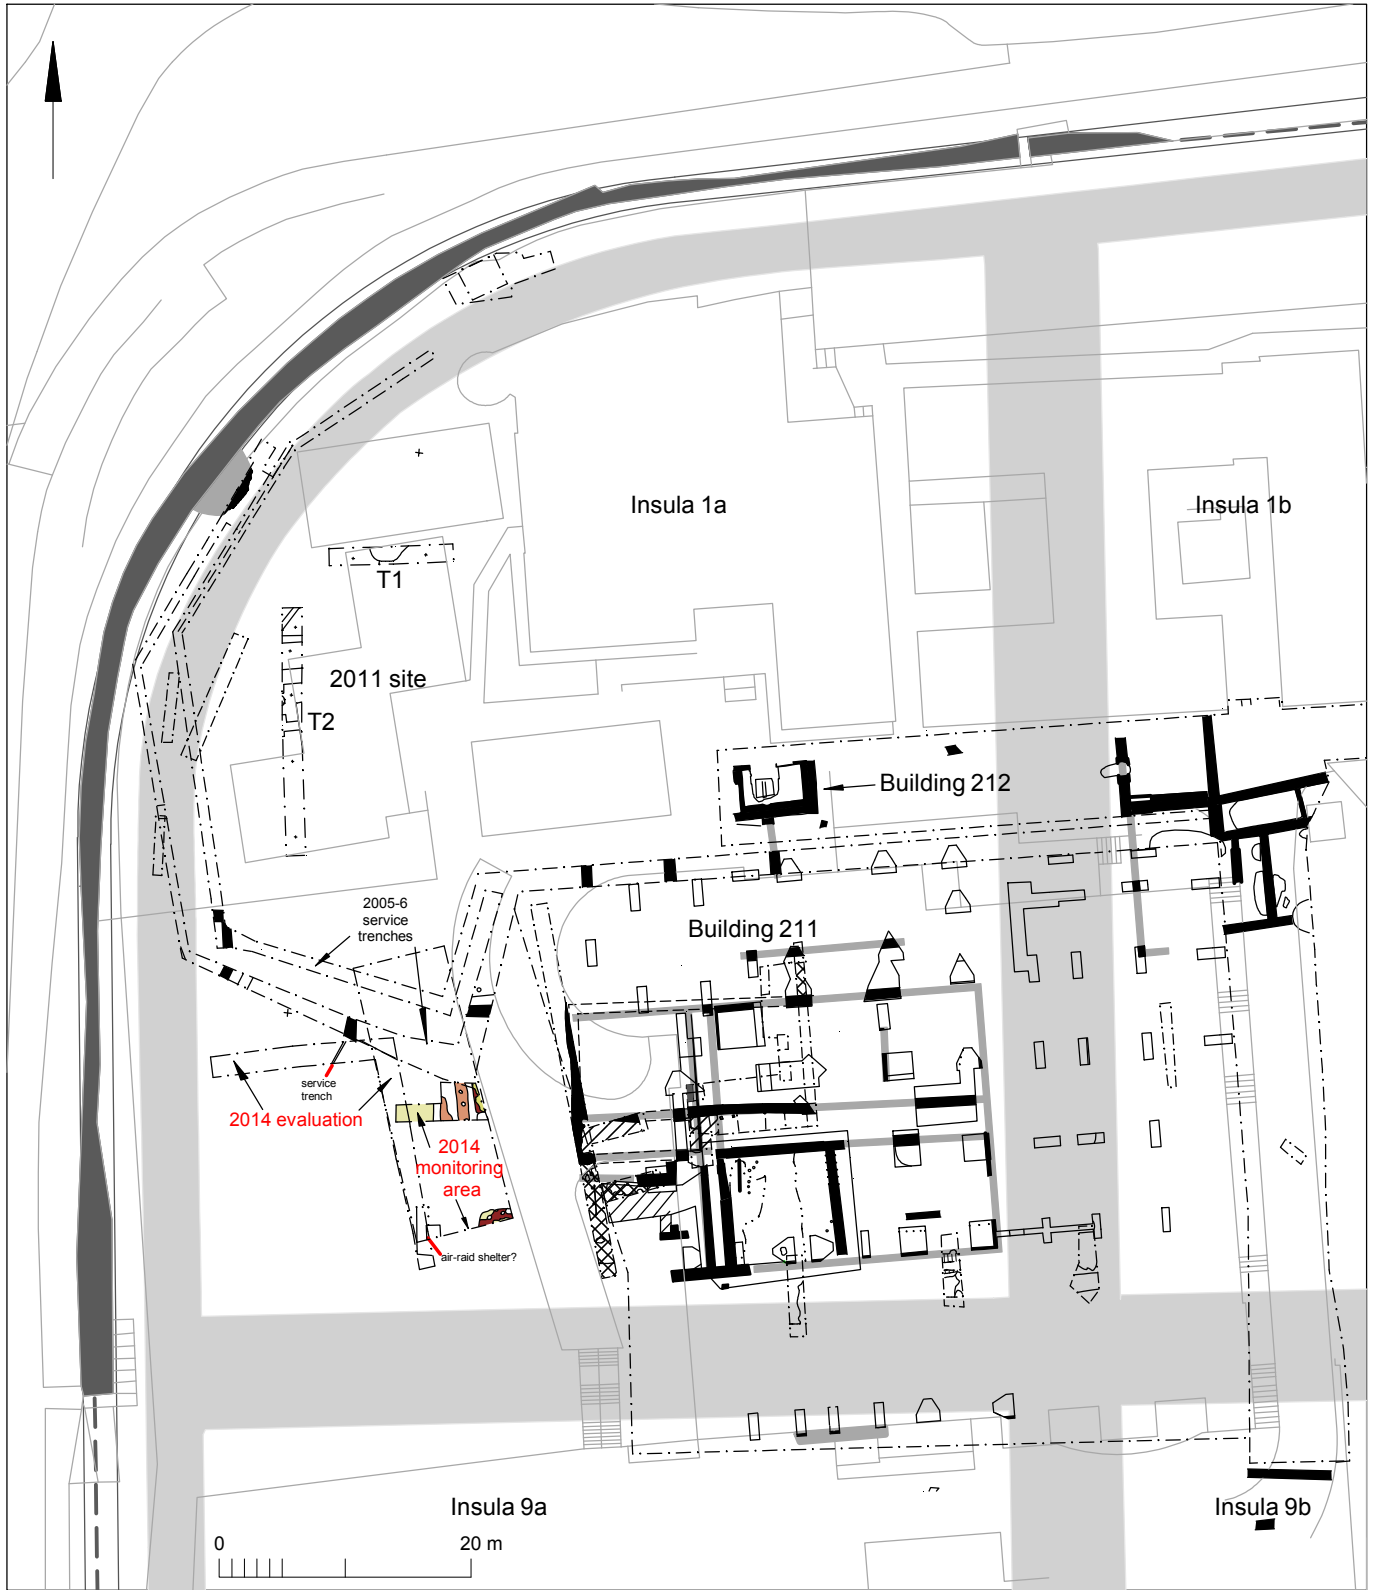 Insula 1a
Insula 1b
T1
2011 site
T2
Building 212
2005-6
service
trenches
Building 211
service
trench
2014 evaluation
2014
monitoring
area
air-raid shelter?
Insula 9a
Insula 9b
0
20 m